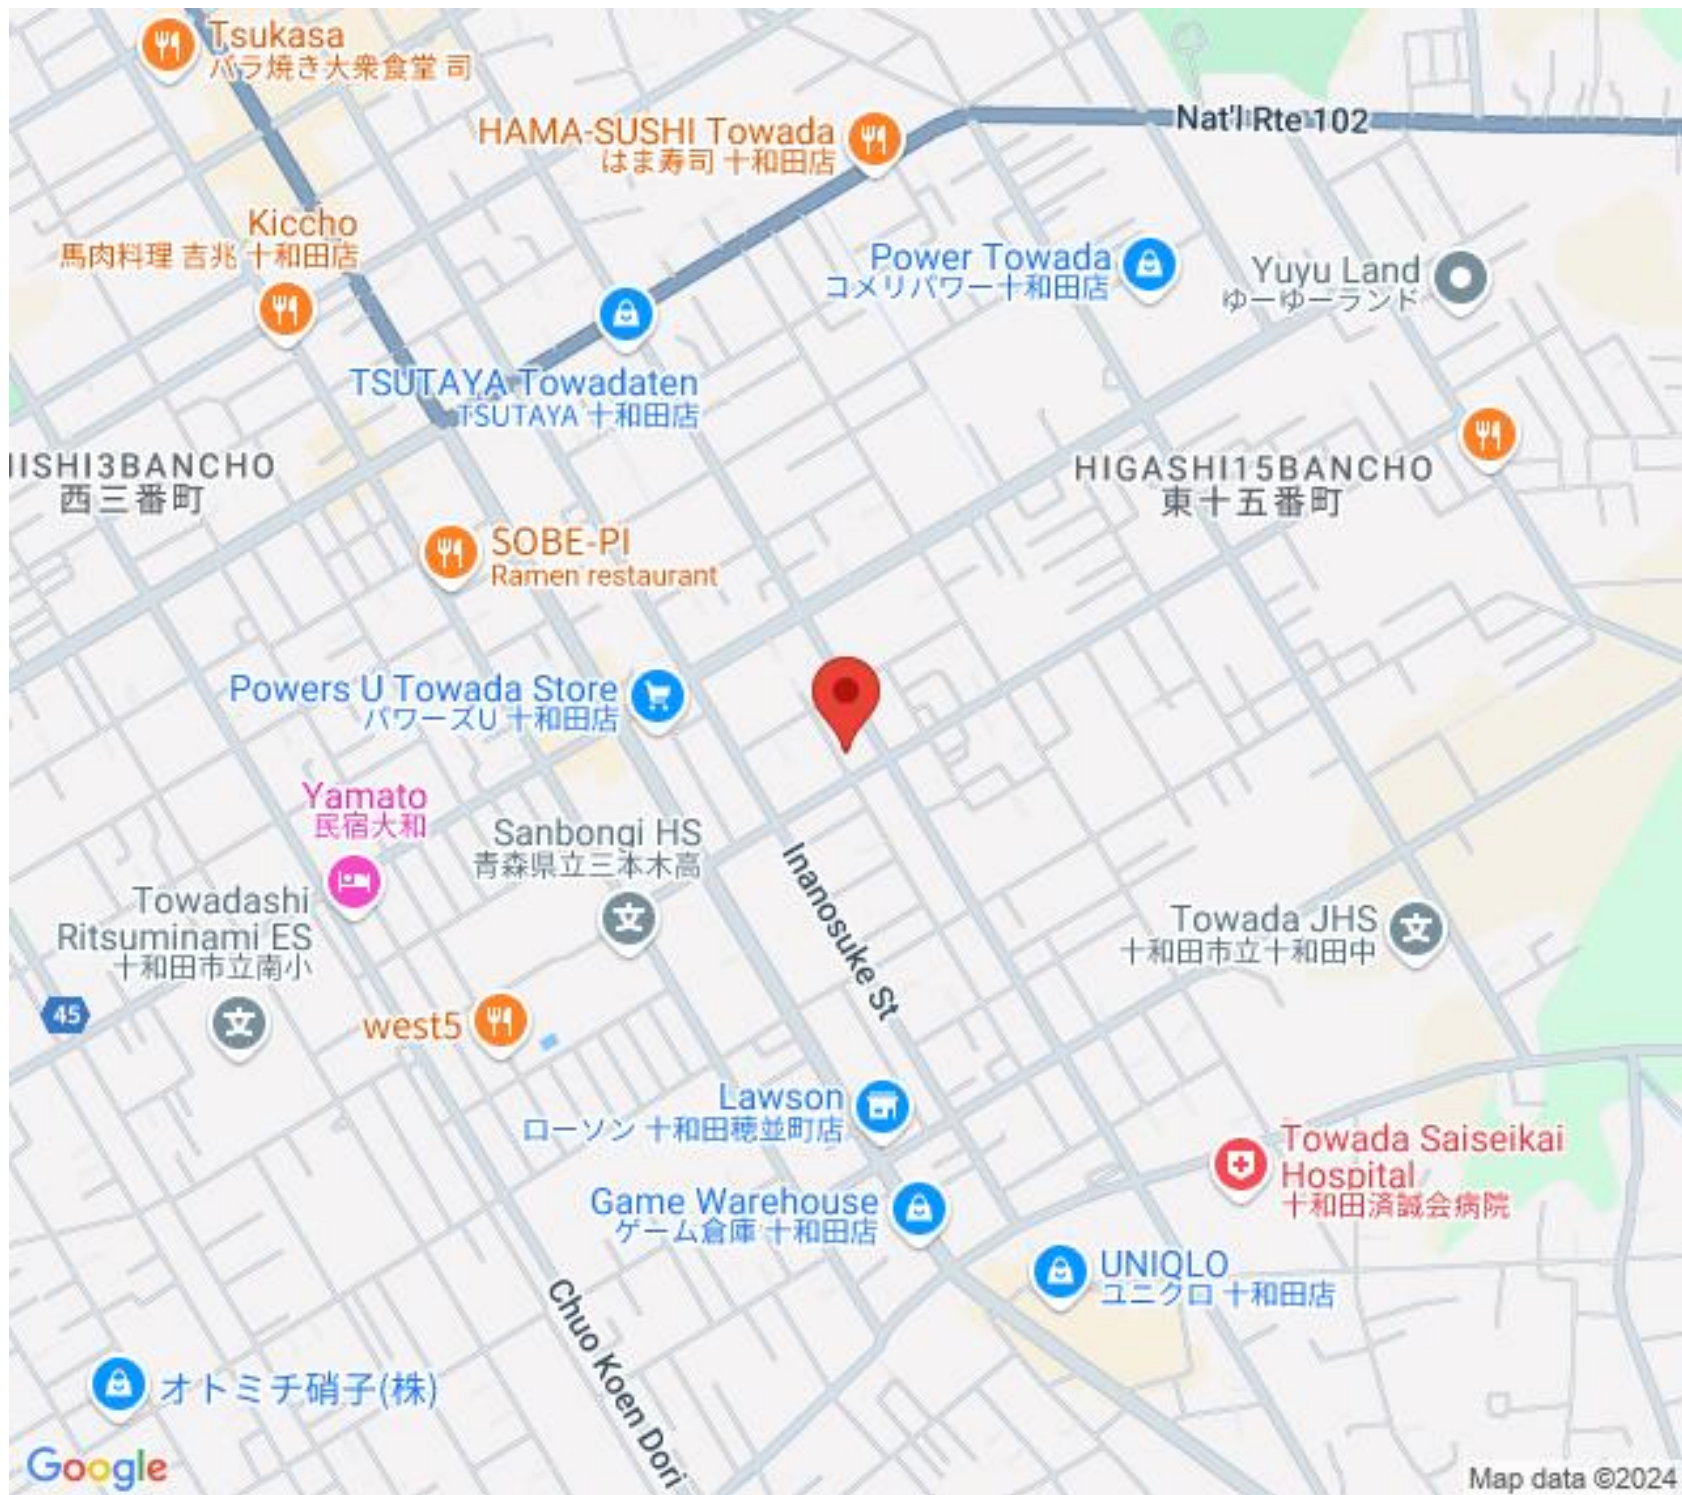 Tsukasa
バラ焼き大衆食堂 司
HAMA-SUSHI Towada
はま寿司 十和田店
Nat'l Rte 102
Kiccho
馬肉料理 吉兆 十和田店
Power Towada
コメリパワー十和田店
Yuyu Land
ゆーゆーランド
TSUTAYA Towadaten
TSUTAYA 十和田店
IISHI3BANCHO
西三番町
HIGASHI15BANCHO
東十五番町
SOBE-PI
Ramen restaurant
Powers U Towada Store
パワーズU 十和田店
Yamato
民宿大和
Sanbongi HS
青森県立三本木高
Inanosuke St
Towadashi
Ritsuminami ES
十和田市立南小
Towada JHS
十和田市立十和田中
45
west5
Lawson
ローソン 十和田穂並町店
Towada Saiseikai
Hospital
十和田済誠会病院
Game Warehouse
ゲーム倉庫 十和田店
UNIQLO
ユニクロ 十和田店
Chuo Koen Dori
オトミチ硝子(株)
Google
Map data ©2024